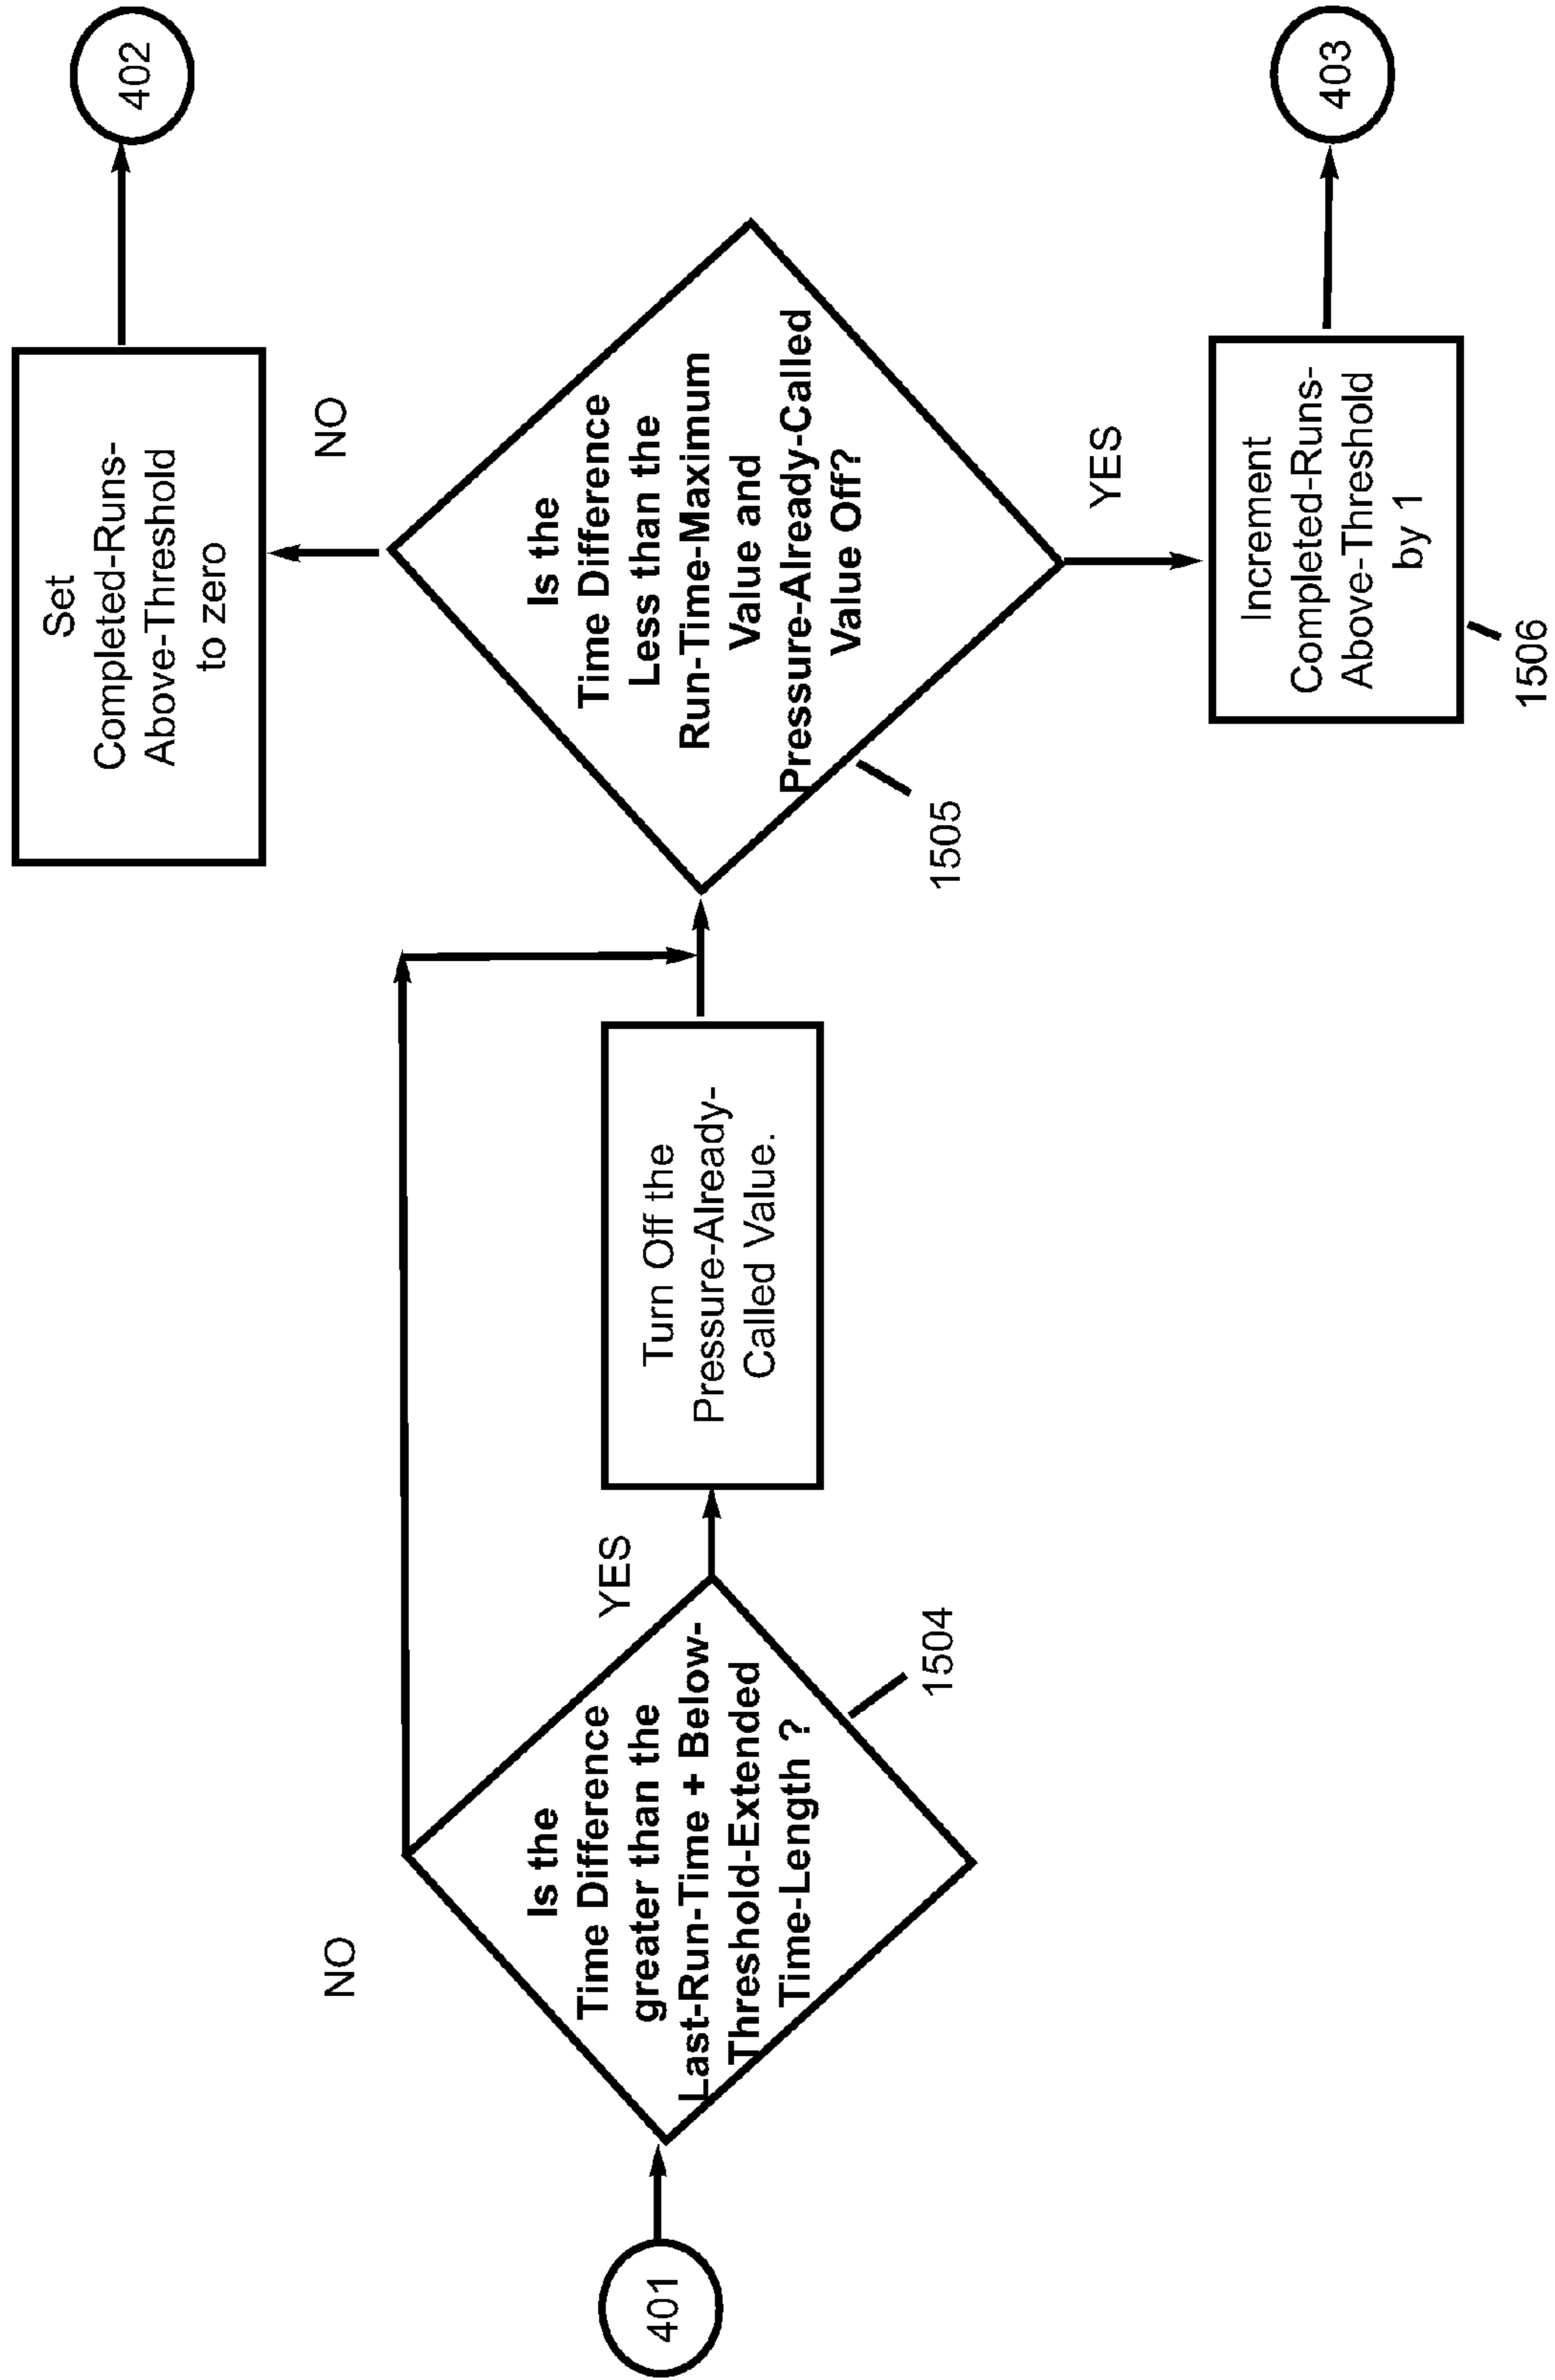 401
NO
Is the
Time Difference
greater than the
Last-Run-Time + Below-
Threshold-Extended
Time-Length ?
1504
YES
Turn Off the
Pressure-Already-
Called Value.
Is the
Time Difference
Less than the
Run-Time-Maximum
Value and
Pressure-Already-Called
Value Off?
1505
NO
Set
Completed-Runs-
Above-Threshold
to zero
402
YES
Increment
Completed-Runs-
Above-Threshold
by 1
1506
403